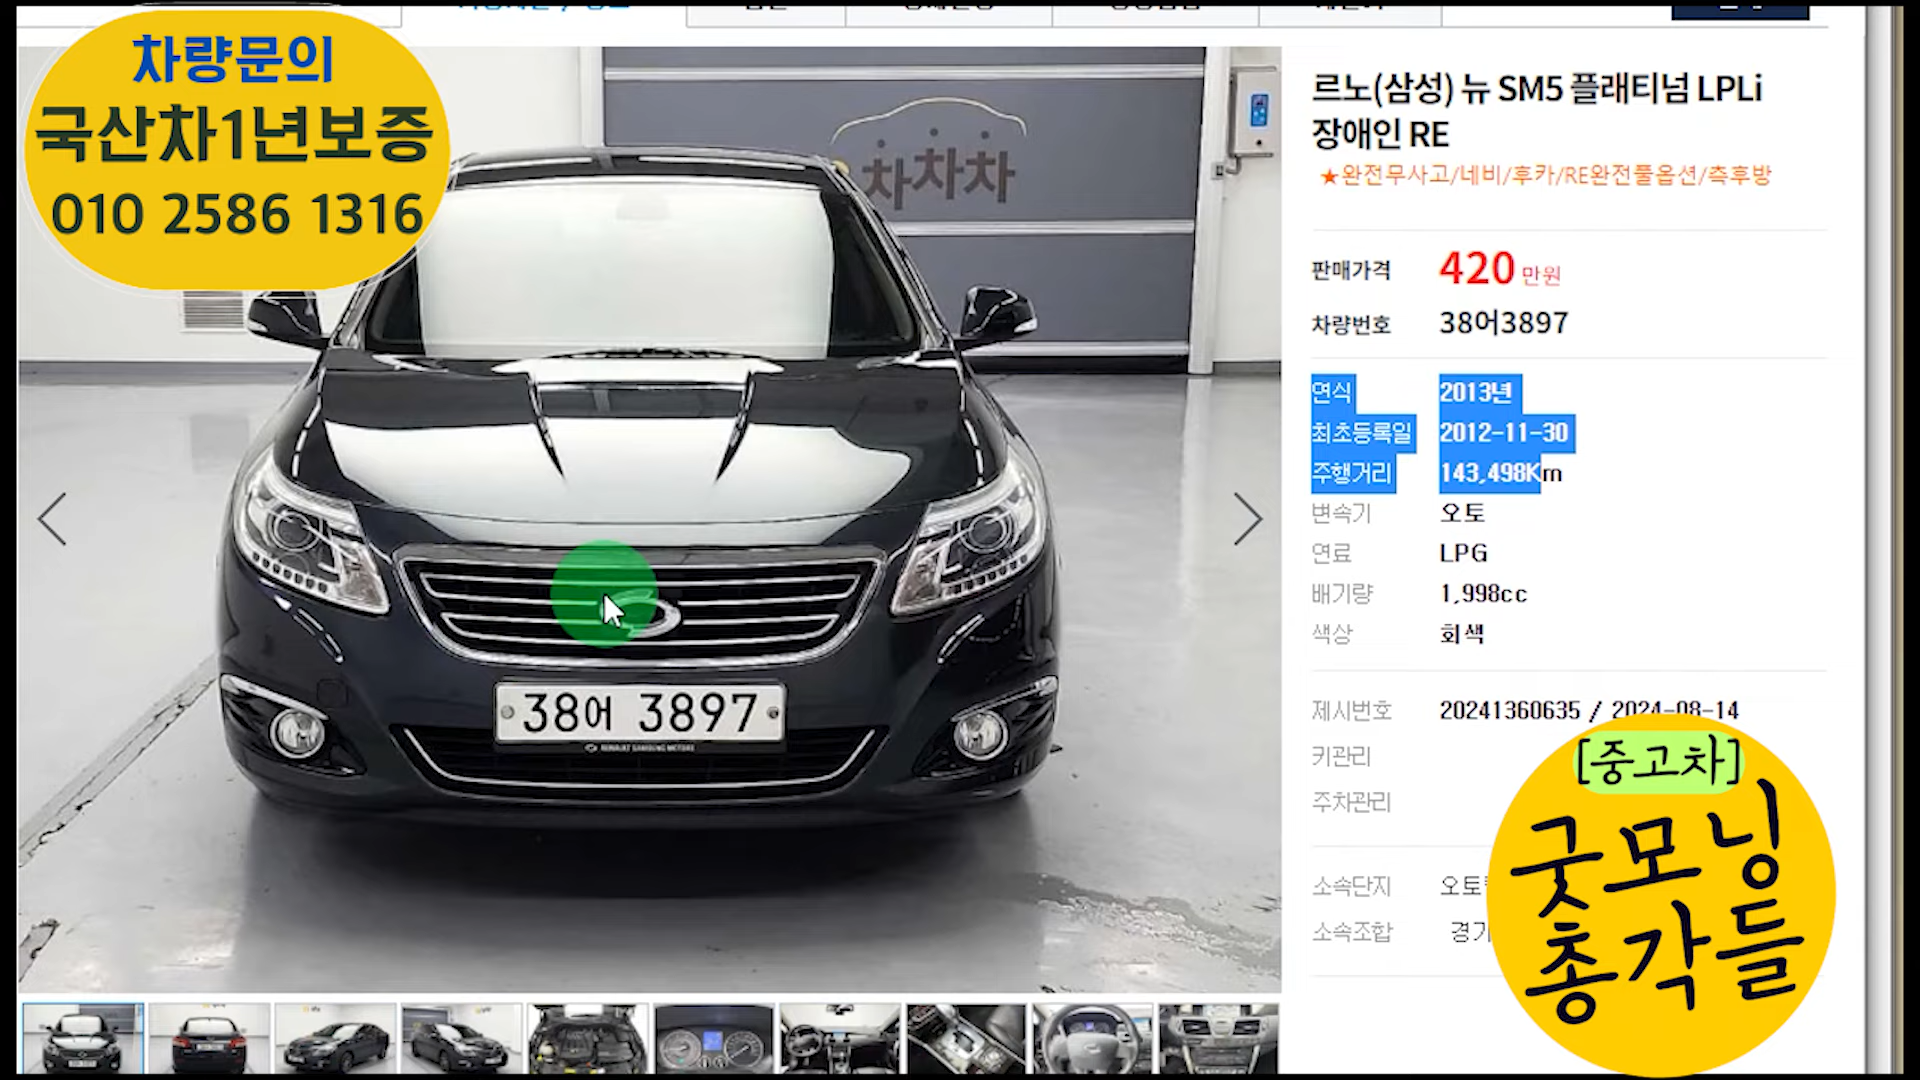 차량문의
국산차1년보증
010 2586 1316
차차차
38어 3897
RENAULT SAMSUNG MOTORS
르노(삼성) 뉴 SM5 플래티넘 LPLi
장애인 RE
★완전무사고/네비/후카/RE완전풀옵션/측후방
판매가격 420 만원
차량번호 38어3897
연식 2013년
최초등록일 2012-11-30
주행거리 143,498Km
변속기 오토
연료 LPG
배기량 1,998cc
색상 회색
제시번호 20241360635 / 2024-08-14
키관리
주차관리
소속단지 오토
소속조합 경기
[중고차]
굿모닝
총각들